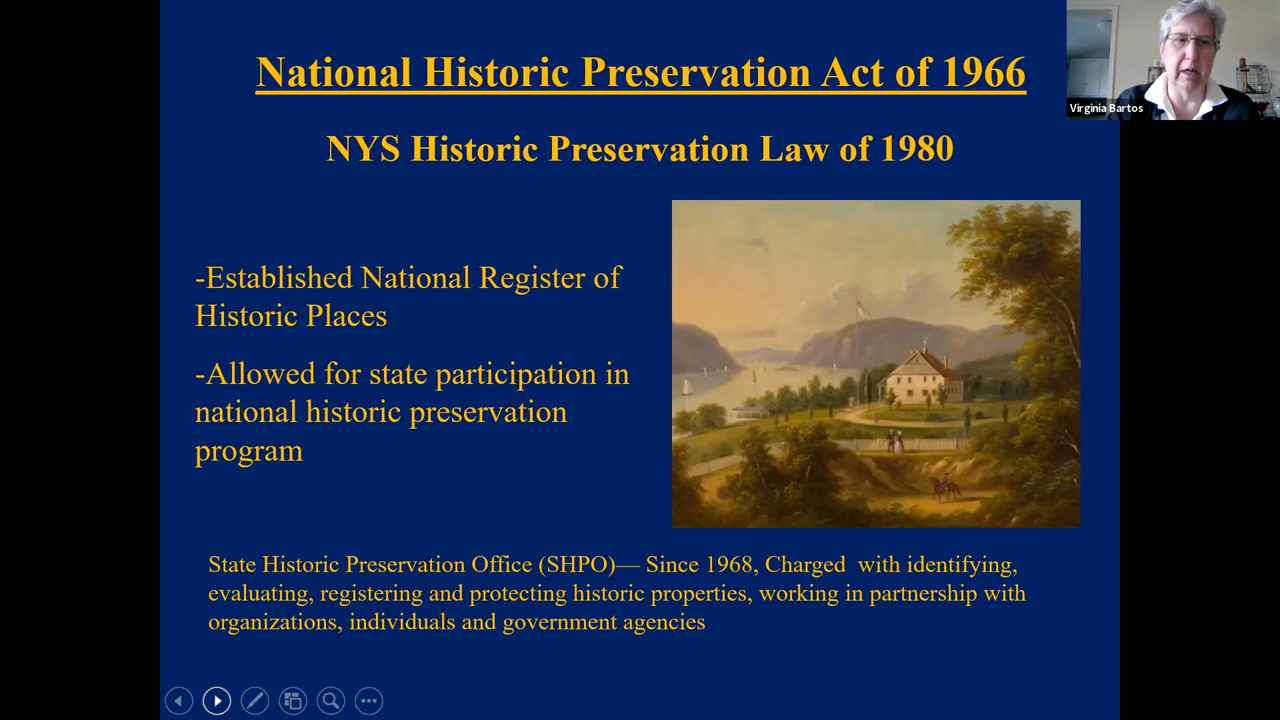 National Historic Preservation Act of 1966
NYS Historic Preservation Law of 1980
-Established National Register of
Historic Places
-Allowed for state participation in
national historic preservation
program
State Historic Preservation Office (SHPO)— Since 1968, Charged  with identifying,
evaluating, registering and protecting historic properties, working in partnership with
organizations, individuals and government agencies
Virginia Bartos